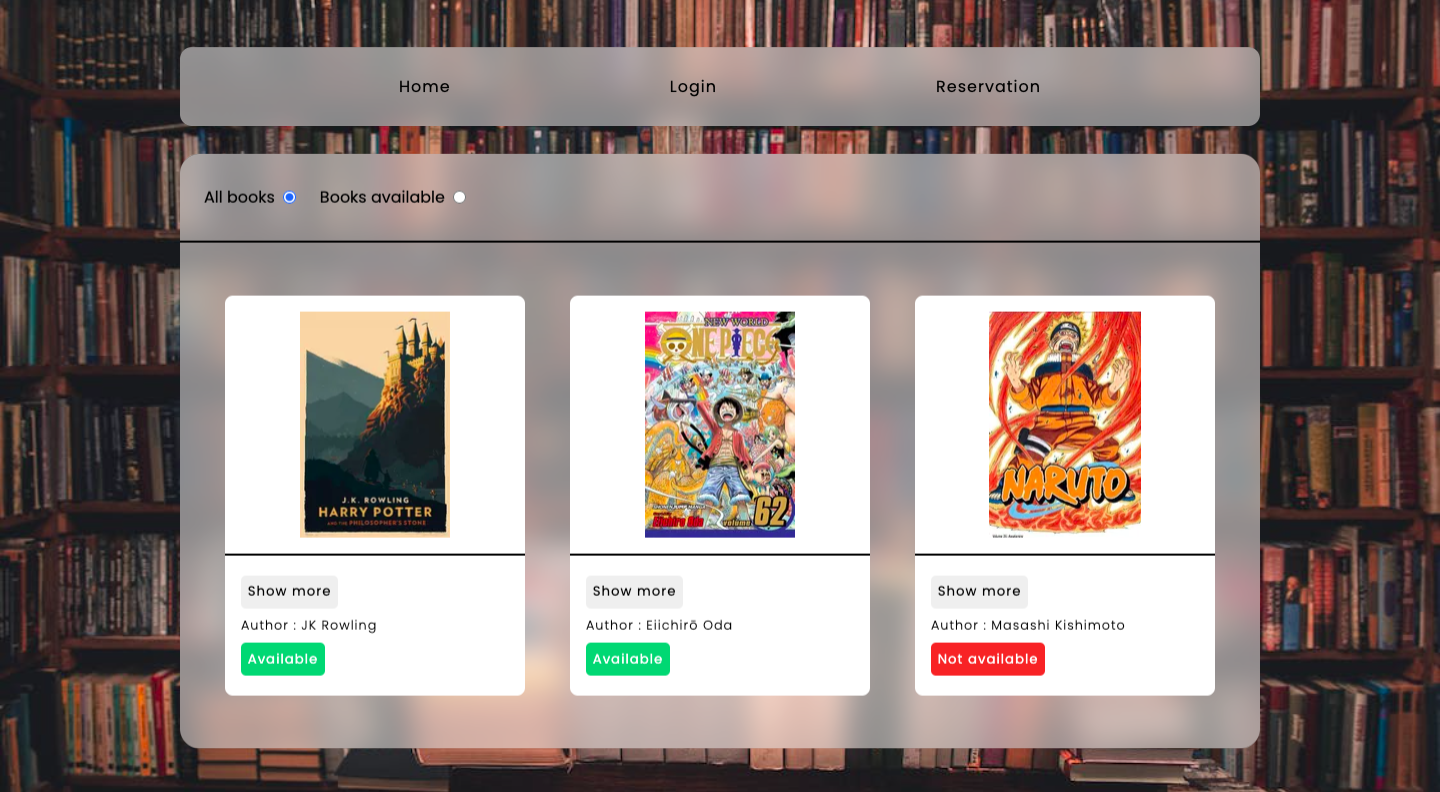 Home Login Reservation
All books Books available
J.K. ROWLING
HARRY POTTER
AND THE PHILOSOPHER'S STONE
NEW WORLD
ONE PIECE
Eiichiro Oda
volume 62
NARUTO
Show more
Author : JK Rowling
Available
Show more
Author : Eiichirō Oda
Available
Show more
Author : Masashi Kishimoto
Not available